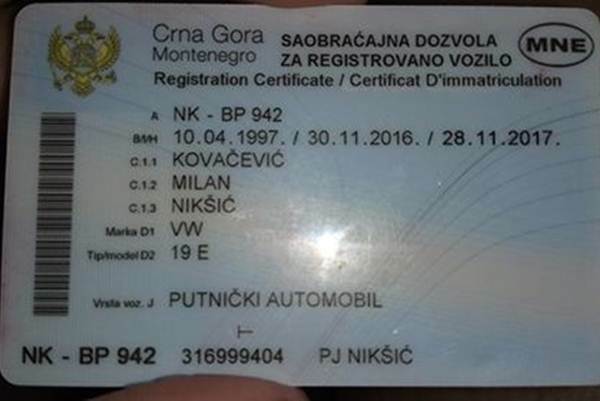 Crna Gora
Montenegro
SAOBRAĆAJNA DOZVOLA
ZA REGISTROVANO VOZILO
MNE
Registration Certificate / Certificat D'immatriculation
A NK - BP 942
B/I/H 10.04.1997. / 30.11.2016. / 28.11.2017.
C.1.1 KOVAČEVIĆ
C.1.2 MILAN
C.1.3 NIKŠIĆ
Marka D1 VW
Tip/model D2 19 E
Vrsta voz. J PUTNIČKI AUTOMOBIL
NK - BP 942 316999404 PJ NIKŠIĆ